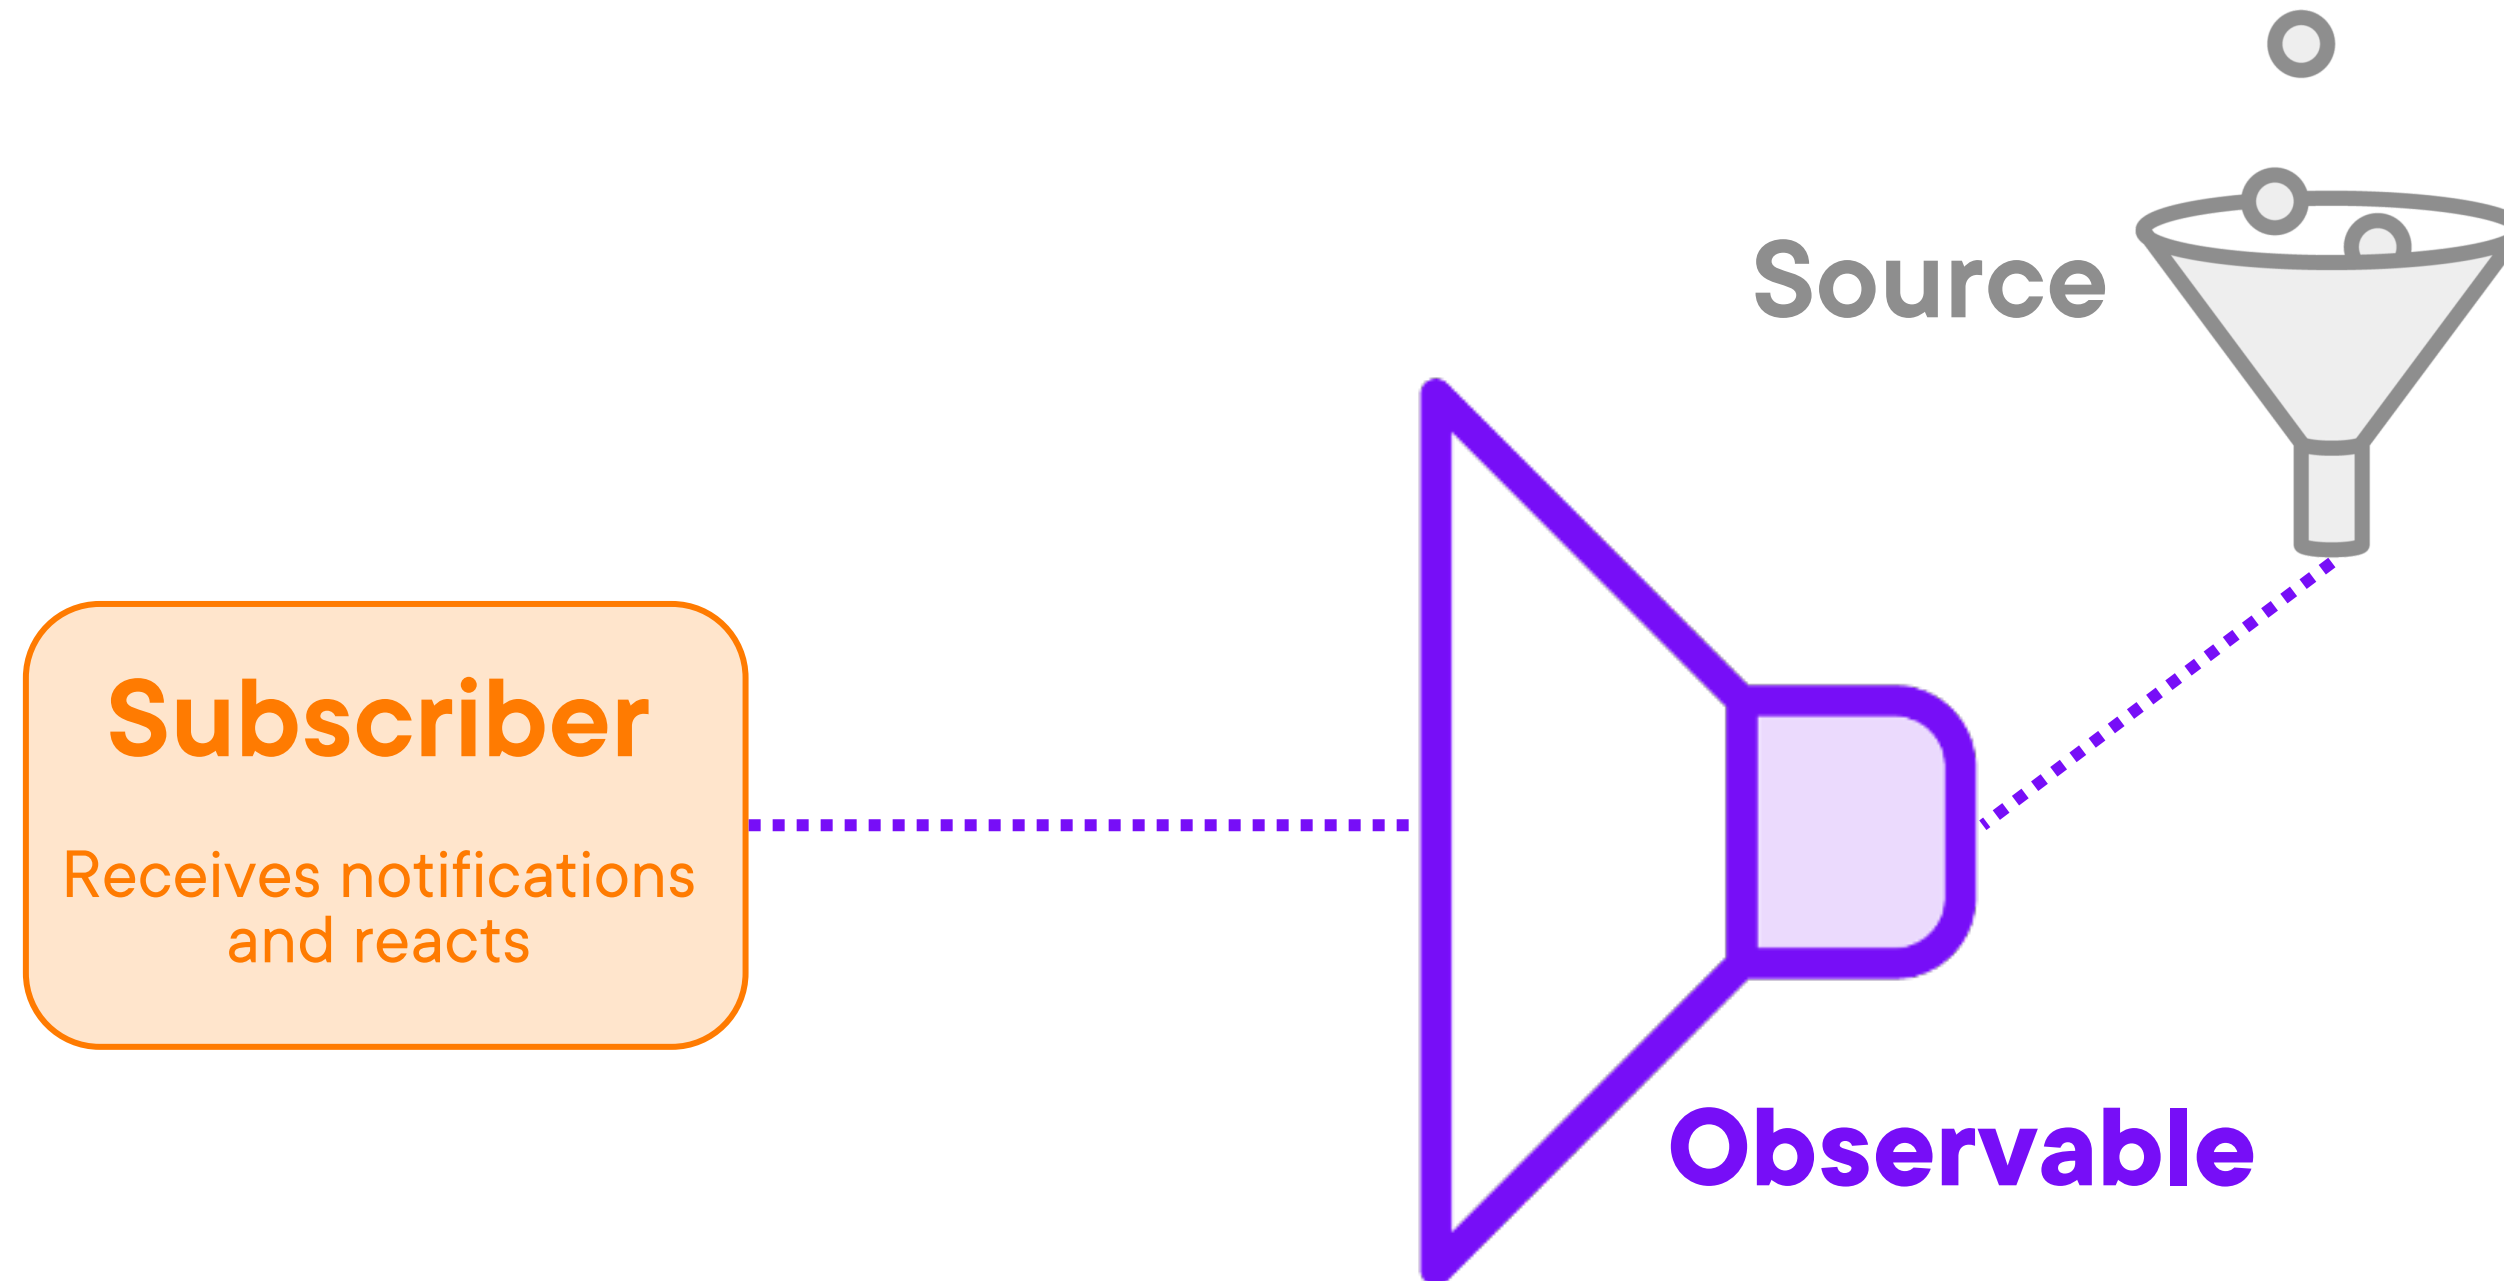 Source
Subscriber
Receives notifications
and reacts
Observable